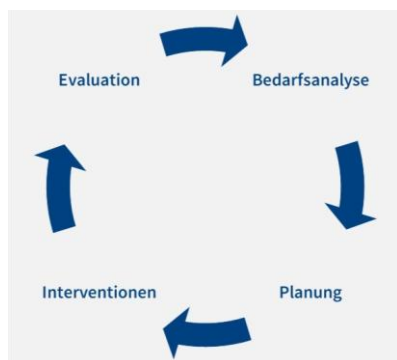 Evaluation
Bedarfsanalyse
Interventionen
Planung